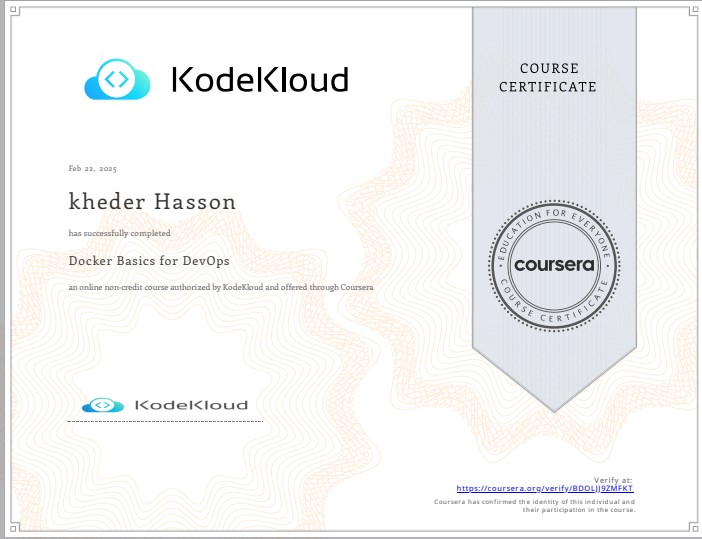 KodeKloud
COURSE
CERTIFICATE
Feb 22, 2025
kheder Hasson
has successfully completed
Docker Basics for DevOps
an online non-credit course authorized by KodeKloud and offered through Coursera
EDUCATION FOR EVERYONE
coursera
COURSE CERTIFICATE
KodeKloud
Verify at:
https://coursera.org/verify/BDOLJJ9ZMFKT
Coursera has confirmed the identity of this individual and
their participation in the course.